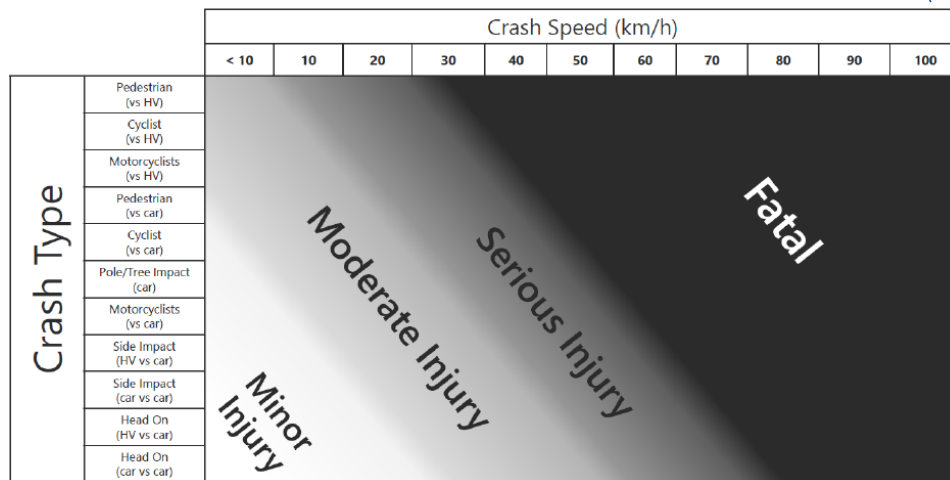 Crash Speed (km/h)
< 10 10 20 30 40 50 60 70 80 90 100
Crash Type
Pedestrian
(vs HV)
Cyclist
(vs HV)
Motorcyclists
(vs HV)
Pedestrian
(vs car)
Cyclist
(vs car)
Pole/Tree Impact
(car)
Motorcyclists
(vs car)
Side Impact
(HV vs car)
Side Impact
(car vs car)
Head On
(HV vs car)
Head On
(car vs car)
Minor
Injury
Moderate Injury
Serious Injury
Fatal